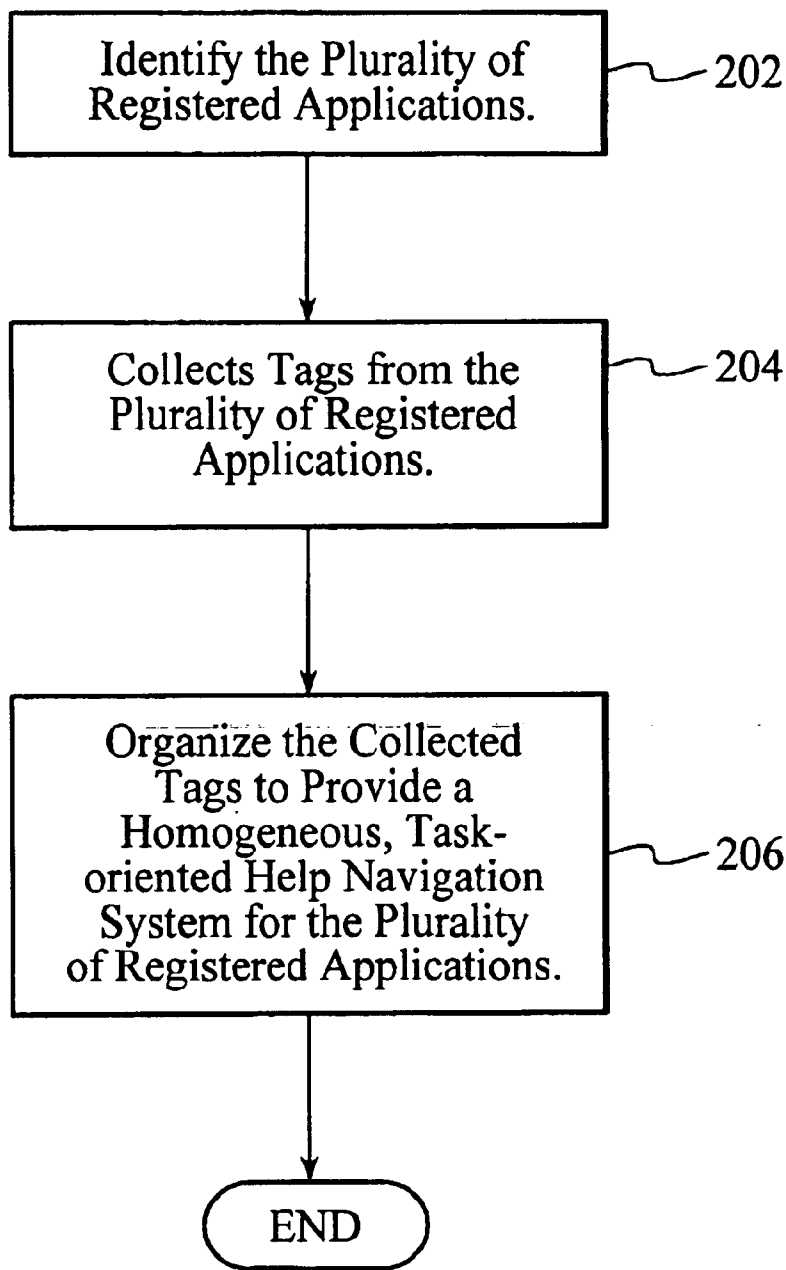 Identify the Plurality of
Registered Applications.
202
Collects Tags from the
Plurality of Registered
Applications.
204
Organize the Collected
Tags to Provide a
Homogeneous, Task-
oriented Help Navigation
System for the Plurality
of Registered Applications.
206
END